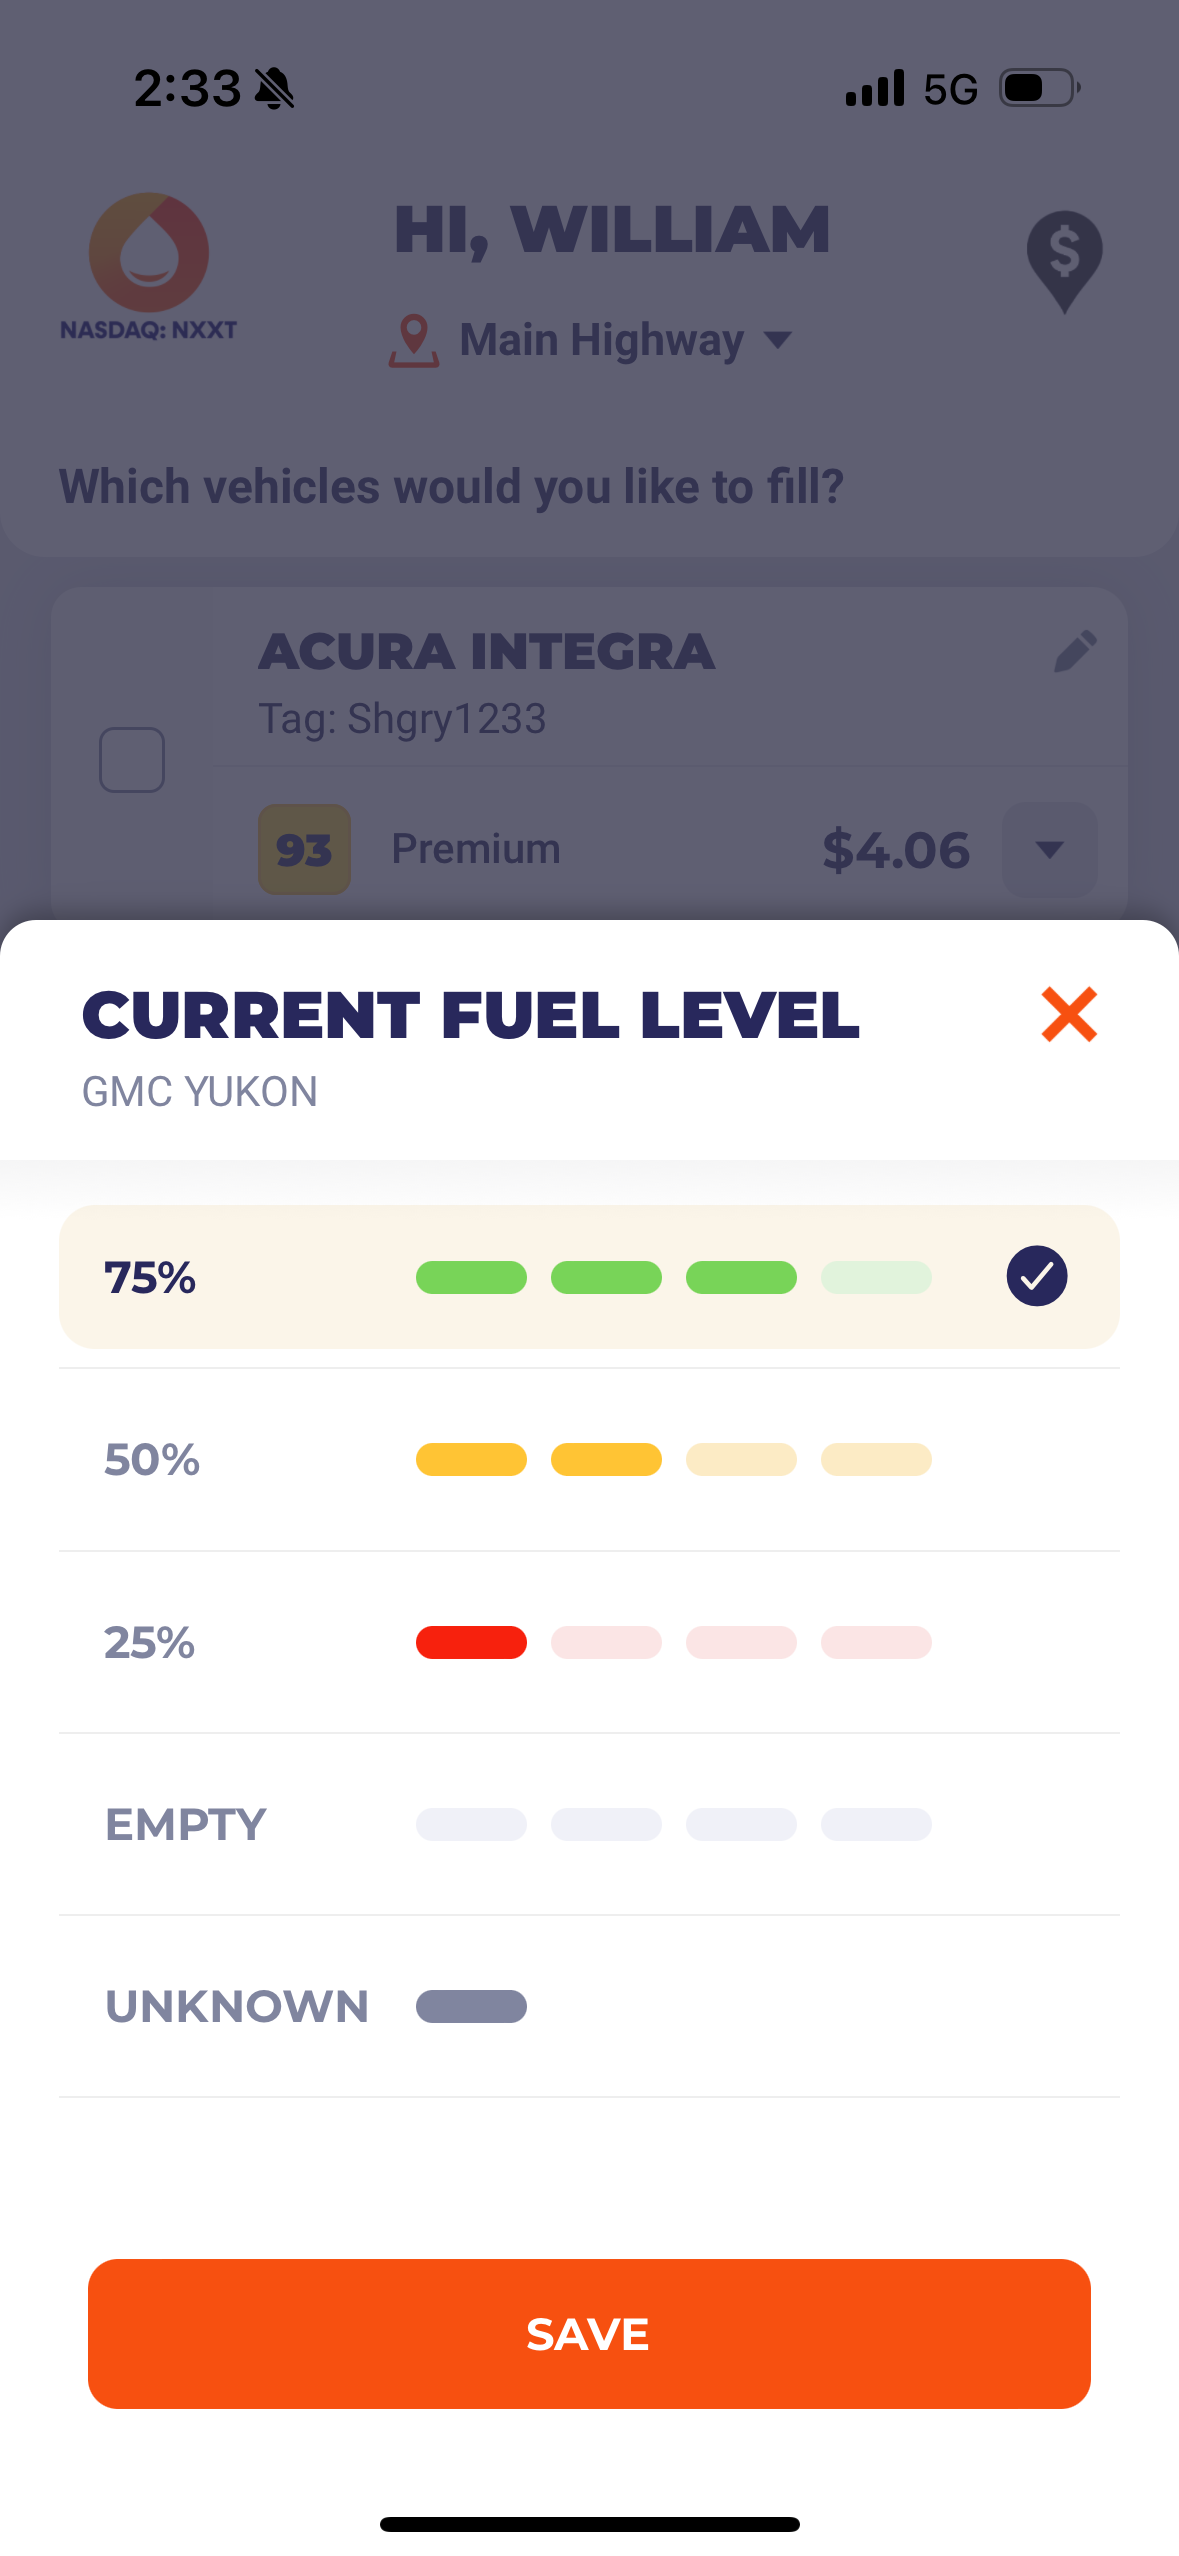 2:33
5G
HI, WILLIAM
NASDAQ: NXXT
Main Highway
Which vehicles would you like to fill?
ACURA INTEGRA
Tag: Shgry1233
93 Premium $4.06
CURRENT FUEL LEVEL
GMC YUKON
75%
50%
25%
EMPTY
UNKNOWN
SAVE